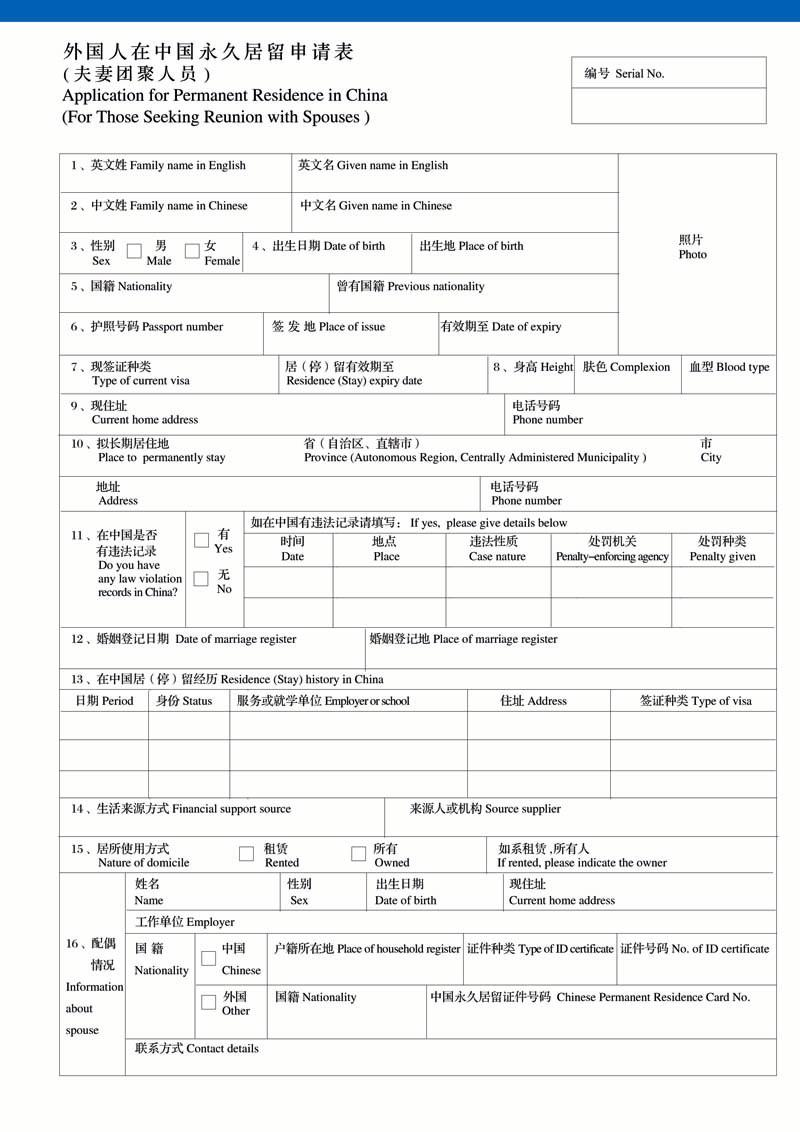 外国人在中国永久居留申请表
(夫妻团聚人员)
Application for Permanent Residence in China
(For Those Seeking Reunion with Spouses )
编号 Serial No.
1、英文姓 Family name in English
英文名 Given name in English
2、中文姓 Family name in Chinese
中文名 Given name in Chinese
照片
Photo
3、性别 男 女
Sex Male Female
4、出生日期 Date of birth
出生地 Place of birth
5、国籍 Nationality
曾有国籍 Previous nationality
6、护照号码 Passport number
签 发 地 Place of issue
有效期至 Date of expiry
7、现签证种类
Type of current visa
居(停)留有效期至
Residence (Stay) expiry date
8、身高 Height
肤色 Complexion
血型 Blood type
9、现住址
Current home address
电话号码
Phone number
10、拟长期居住地
Place to permanently stay
省(自治区、直辖市)
Province (Autonomous Region, Centrally Administered Municipality )
市
City
地址
Address
电话号码
Phone number
11、在中国是否
有违法记录
Do you have
any law violation
records in China?
有
Yes
无
No
如在中国有违法记录请填写: If yes, please give details below
时间
Date
地点
Place
违法性质
Case nature
处罚机关
Penalty-enforcing agency
处罚种类
Penalty given
12、婚姻登记日期 Date of marriage register
婚姻登记地 Place of marriage register
13、在中国居(停)留经历 Residence (Stay) history in China
日期 Period
身份 Status
服务或就学单位 Employer or school
住址 Address
签证种类 Type of visa
14、生活来源方式 Financial support source
来源人或机构 Source supplier
15、居所使用方式
Nature of domicile
租赁
Rented
所有
Owned
如系租赁,所有人
If rented, please indicate the owner
16、配偶
情况
Information
about
spouse
姓名
Name
性别
Sex
出生日期
Date of birth
现住址
Current home address
工作单位 Employer
国 籍
Nationality
中国
Chinese
户籍所在地 Place of household register
证件种类 Type of ID certificate
证件号码 No. of ID certificate
外国
Other
国籍 Nationality
中国永久居留证件号码 Chinese Permanent Residence Card No.
联系方式 Contact details